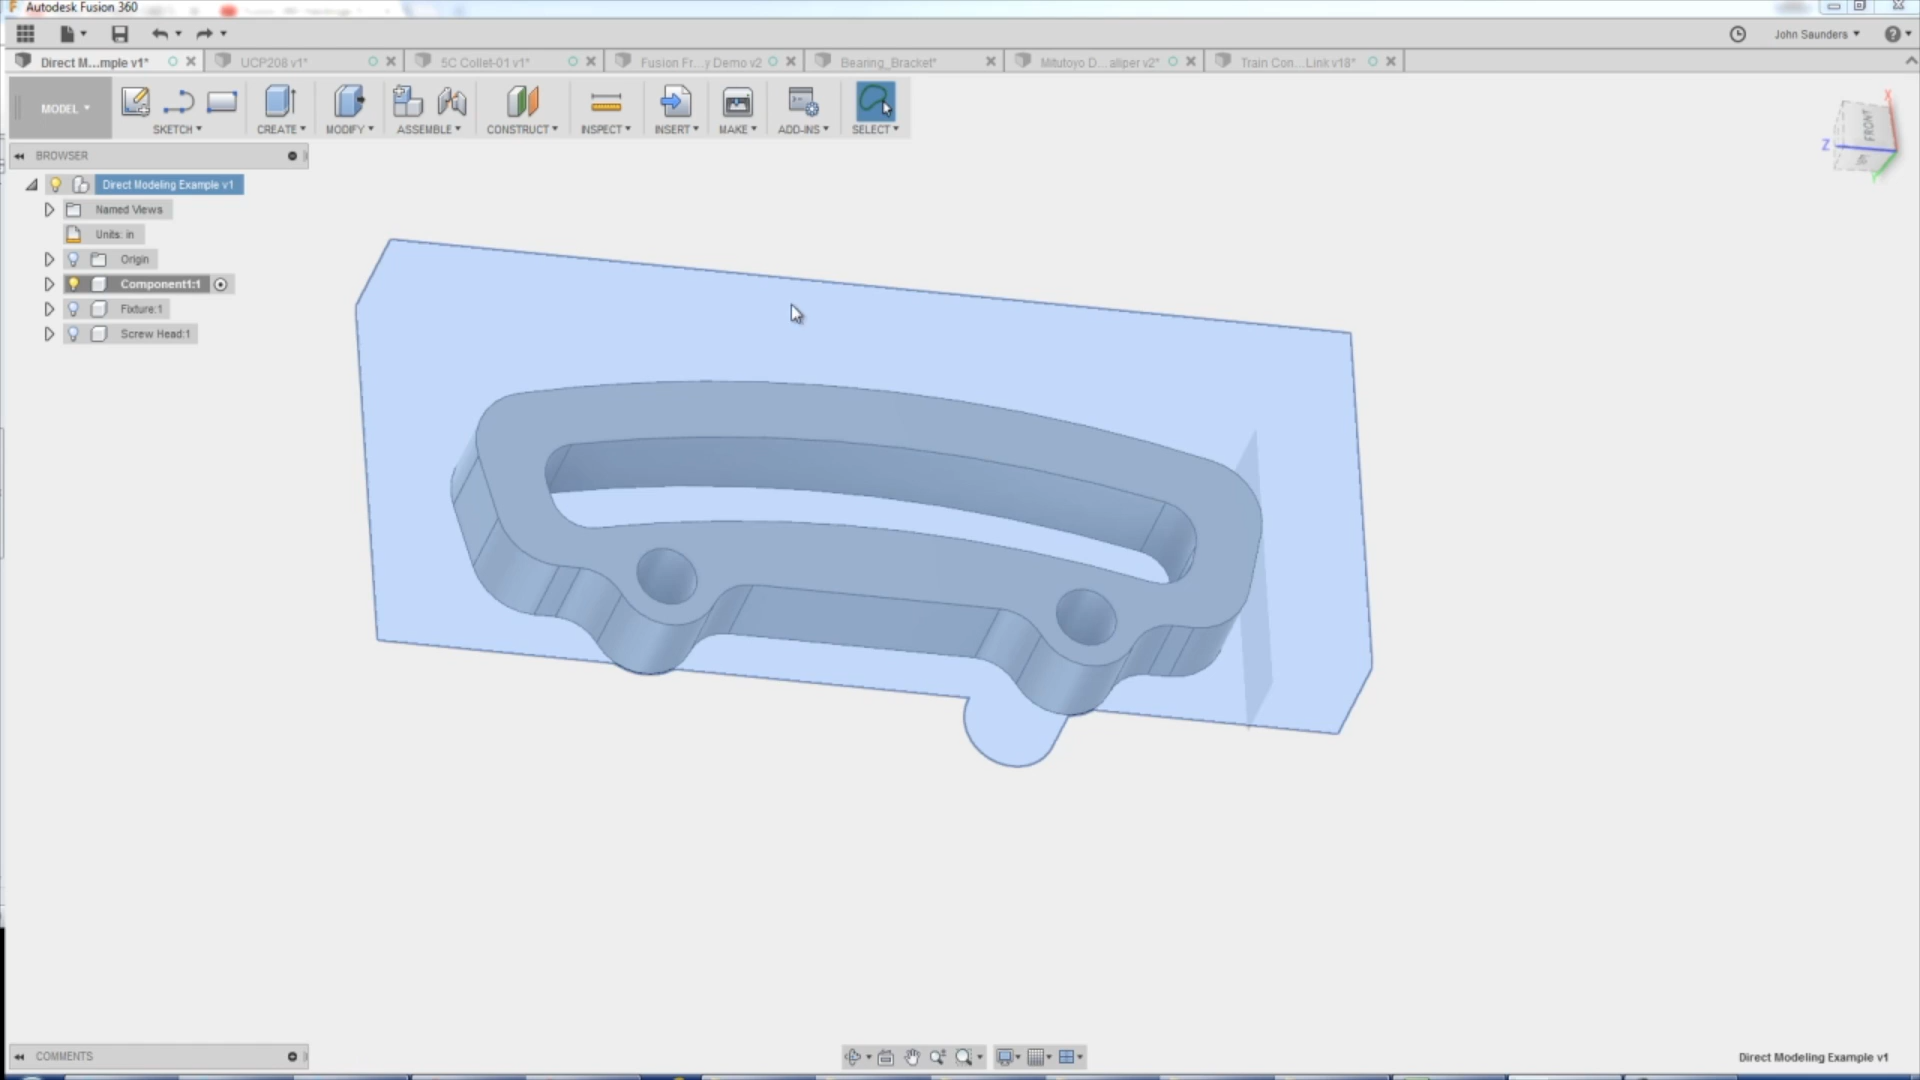 Autodesk Fusion 360
John Saunders
Direct M...mple v1*
UCP208 v1*
5C Collet-01 v1*
Fusion Fr...y Demo v2
Bearing_Bracket*
Mitutoyo D...aliper v2*
Train Con...Link v18*
MODEL
SKETCH
CREATE
MODIFY
ASSEMBLE
CONSTRUCT
INSPECT
INSERT
MAKE
ADD-INS
SELECT
BROWSER
Direct Modeling Example v1
Named Views
Units: in
Origin
Component1:1
Fixture:1
Screw Head:1
X
FRONT
Z
Y
COMMENTS
Direct Modeling Example v1